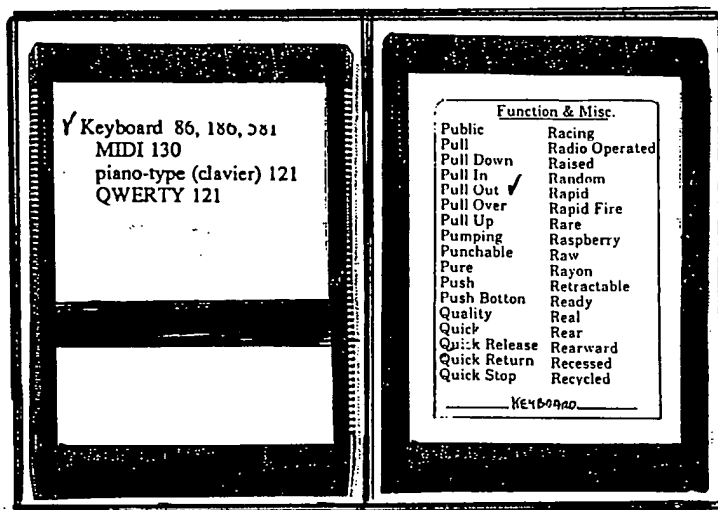 Keyboard 86, 186, 581
MIDI 130
piano-type (clavier) 121
QWERTY 121
Function & Misc.
Public
Pull
Pull Down
Pull In
Pull Out
Pull Over
Pull Up
Pumping
Punchable
Pure
Push
Push Botton
Quality
Quick
Quick Release
Quick Return
Quick Stop
Racing
Radio Operated
Raised
Random
Rapid
Rapid Fire
Rare
Raspberry
Raw
Rayon
Retractable
Ready
Real
Rear
Rearward
Recessed
Recycled
KEYBOARD